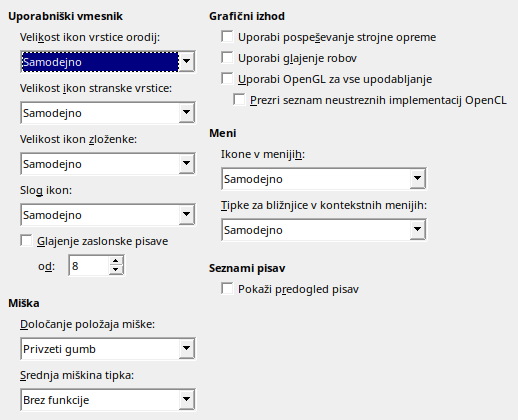 Uporabniški vmesnik
Velikost ikon vrstice orodij:
Samodejno
Velikost ikon stranske vrstice:
Samodejno
Velikost ikon zloženke:
Samodejno
Slog ikon:
Samodejno
Glajenje zaslonske pisave
od:
8
Miška
Določanje položaja miške:
Privzeti gumb
Srednja miškina tipka:
Brez funkcije
Grafični izhod
Uporabi pospeševanje strojne opreme
Uporabi glajenje robov
Uporabi OpenGL za vse upodabljanje
Prezri seznam neustreznih implementacij OpenCL
Meni
Ikone v menijih:
Samodejno
Tipke za bližnjice v kontekstnih menijih:
Samodejno
Seznami pisav
Pokaži predogled pisav